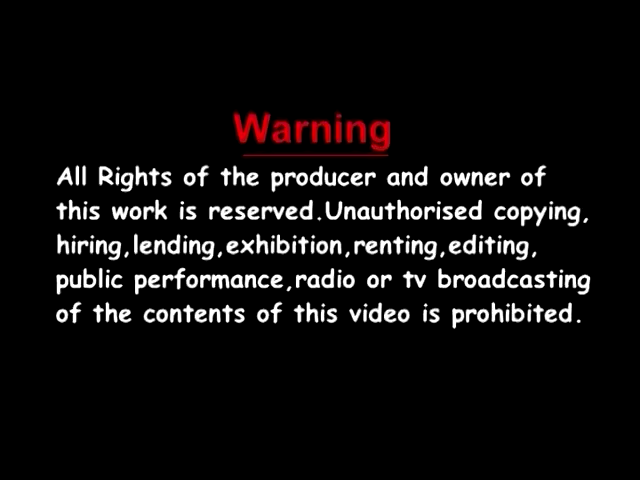 Warning
All Rights of the producer and owner of
this work is reserved.Unauthorised copying,
hiring,lending,exhibition,renting,editing,
public performance,radio or tv broadcasting
of the contents of this video is prohibited.